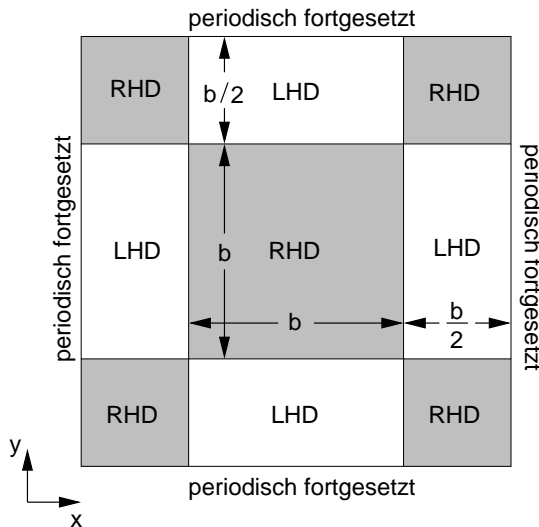 periodisch fortgesetzt
RHD
b/2
LHD
RHD
periodisch fortgesetzt
LHD
b
RHD
LHD
periodisch fortgesetzt
b
b
2
RHD
LHD
RHD
y
x
periodisch fortgesetzt